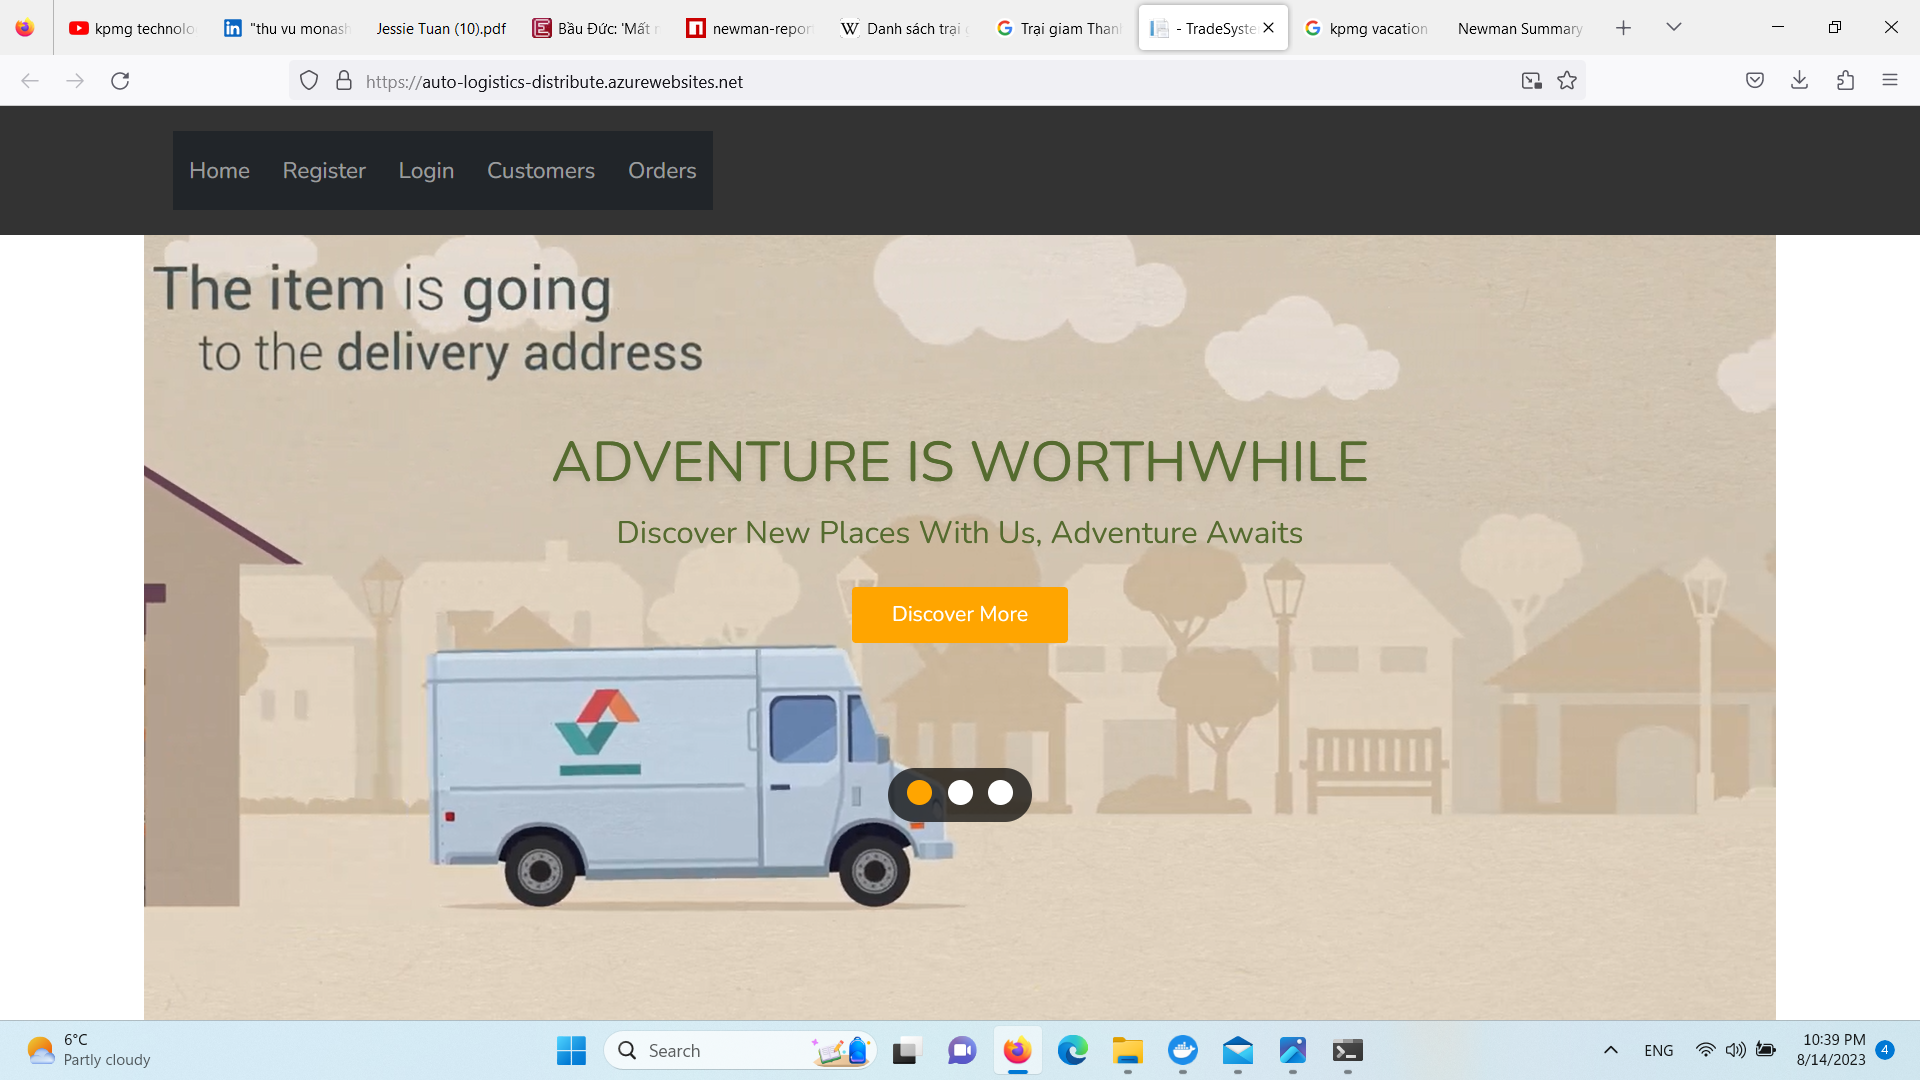 kpmg technolo
"thu vu monash
Jessie Tuan (10).pdf
Bầu Đức: 'Mất
newman-repor
Danh sách trại
Trại giam Than
- TradeSyste
kpmg vacation
Newman Summary
https://auto-logistics-distribute.azurewebsites.net
Home Register Login Customers Orders
The item is going
to the delivery address
ADVENTURE IS WORTHWHILE
Discover New Places With Us, Adventure Awaits
Discover More
6°C
Partly cloudy
Search
ENG
10:39 PM
8/14/2023
4